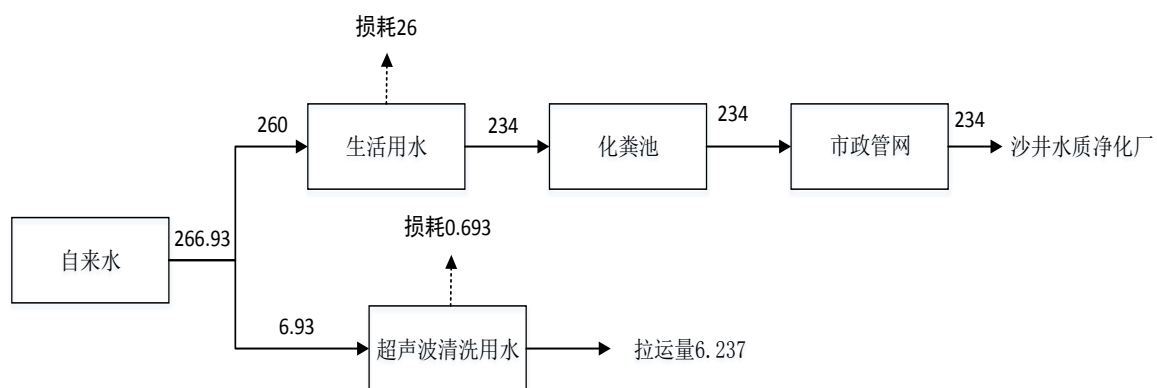 损耗26
260
生活用水
234
化粪池
234
市政管网
234
沙井水质净化厂
自来水
266.93
损耗0.693
6.93
超声波清洗用水
拉运量6.237